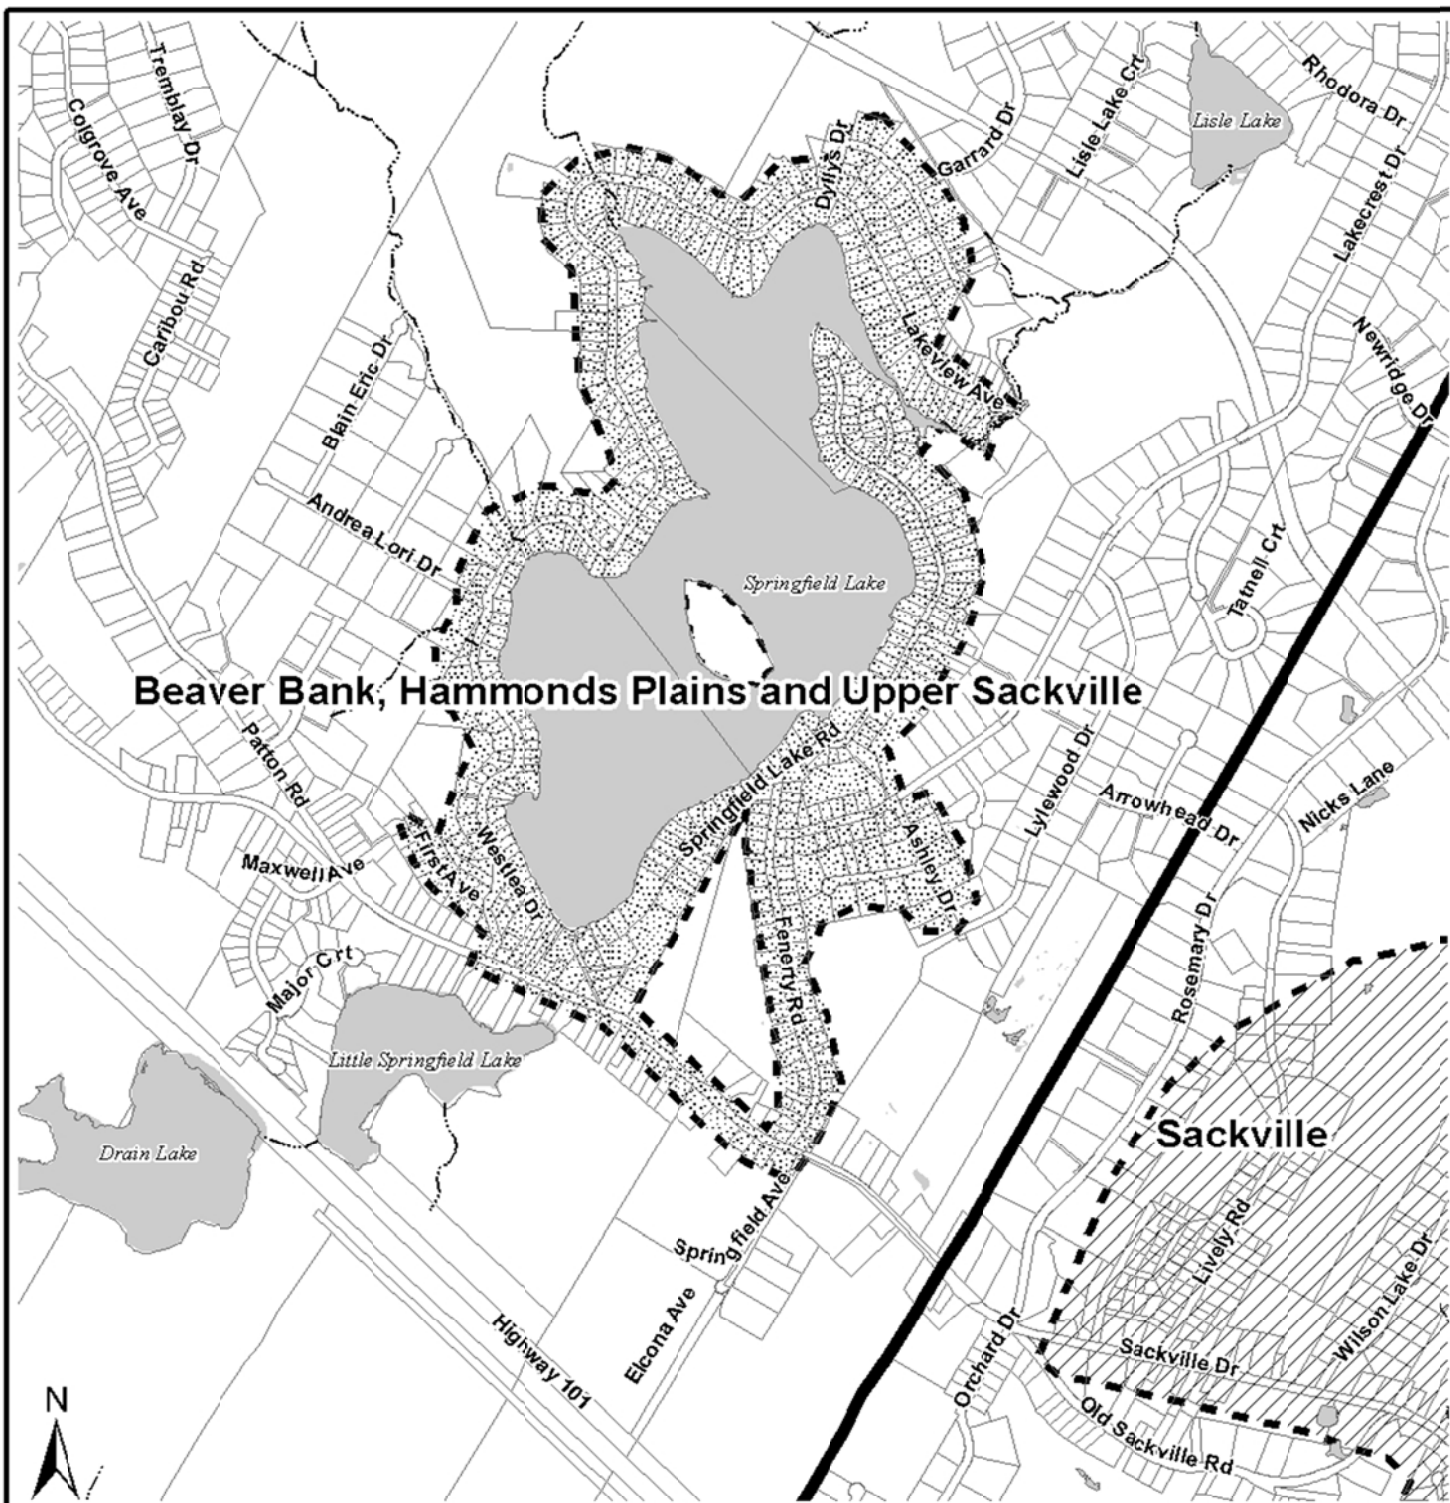 Tremblay Dr
Colgrove Ave
Caribou Rd
Blain Eric Dr
Andrea Lori Dr
Dyllys Dr
Garrard Dr
Lisle Lake Crt
Lisle Lake
Rhodora Dr
Lakecrest Dr
Newridge Dr
Lakeview Ave
Tatnell Crt
Springfield Lake
Beaver Bank, Hammonds Plains and Upper Sackville
Patton Rd
Springfield Lake Rd
Lylewood Dr
Arrowhead Dr
Nicks Lane
Maxwell Ave
First Ave
Westlea Dr
Ashley Dr
Fenerty Rd
Rosemary Dr
Major Crt
Little Springfield Lake
Drain Lake
Sackville
Springfield Ave
Elcona Ave
Lively Rd
Wilson Lake Dr
Highway 101
Orchard Dr
Sackville Dr
Old Sackville Rd
N